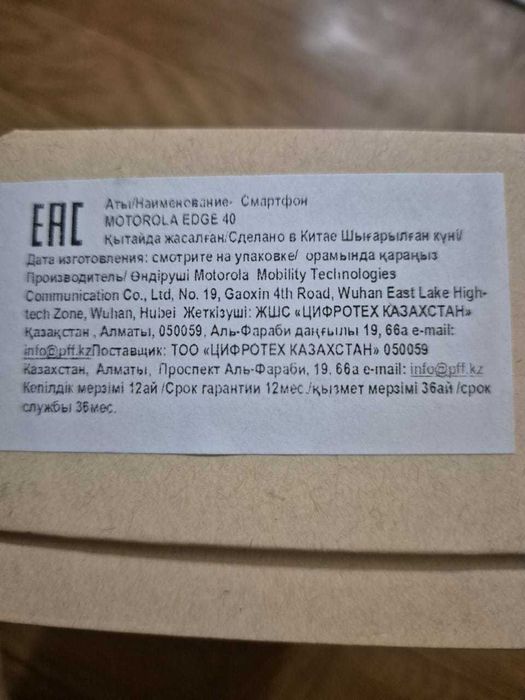 EAC
Аты/Наименование- Смартфон
MOTOROLA EDGE 40
Қытайда жасалған/Сделано в Китае Шығарылған күні/
Дата изготовления: смотрите на упаковке/ орамында қараңыз
Производитель/ Өндіруші Motorola Mobility Technologies
Communication Co., Ltd, No. 19, Gaoxin 4th Road, Wuhan East Lake High-
tech Zone, Wuhan, Hubei Жеткізуші: ЖШС «ЦИФРОТЕХ КАЗАХСТАН»
Қазақстан , Алматы, 050059, Аль-Фараби даңғылы 19, 66а e-mail:
info@pff.kzПоставщик: ТОО «ЦИФРОТЕХ КАЗАХСТАН» 050059
Казахстан, Алматы, Проспект Аль-Фараби, 19, 66а e-mail: info@pff.kz
Кепілдік мерзімі 12ай /Срок гарантии 12мес./қызмет мерзімі 36ай /срок
службы 36мес.